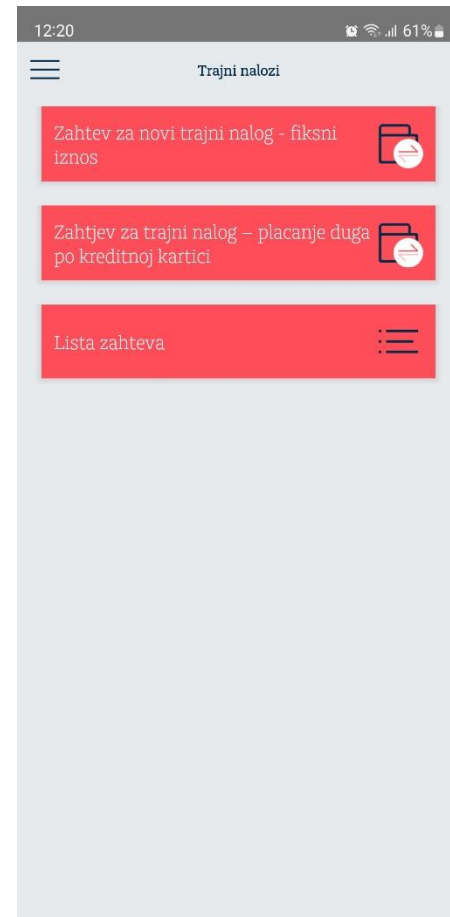 12:20 61%
Trajni nalozi
Zahtev za novi trajni nalog - fiksni
iznos
Zahtjev za trajni nalog – placanje duga
po kreditnoj kartici
Lista zahteva